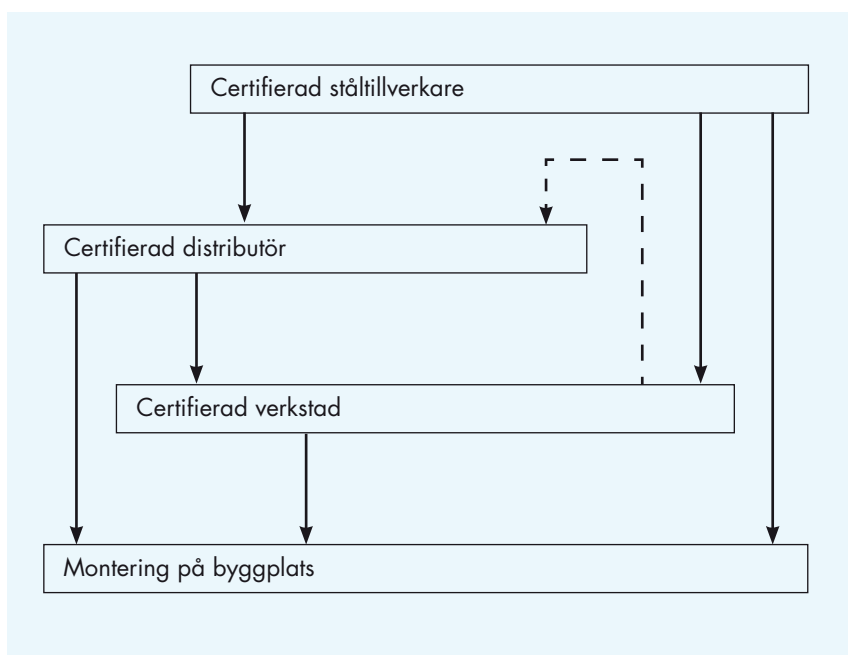 Certifierad ståltillverkare
Certifierad distributör
Certifierad verkstad
Montering på byggplats